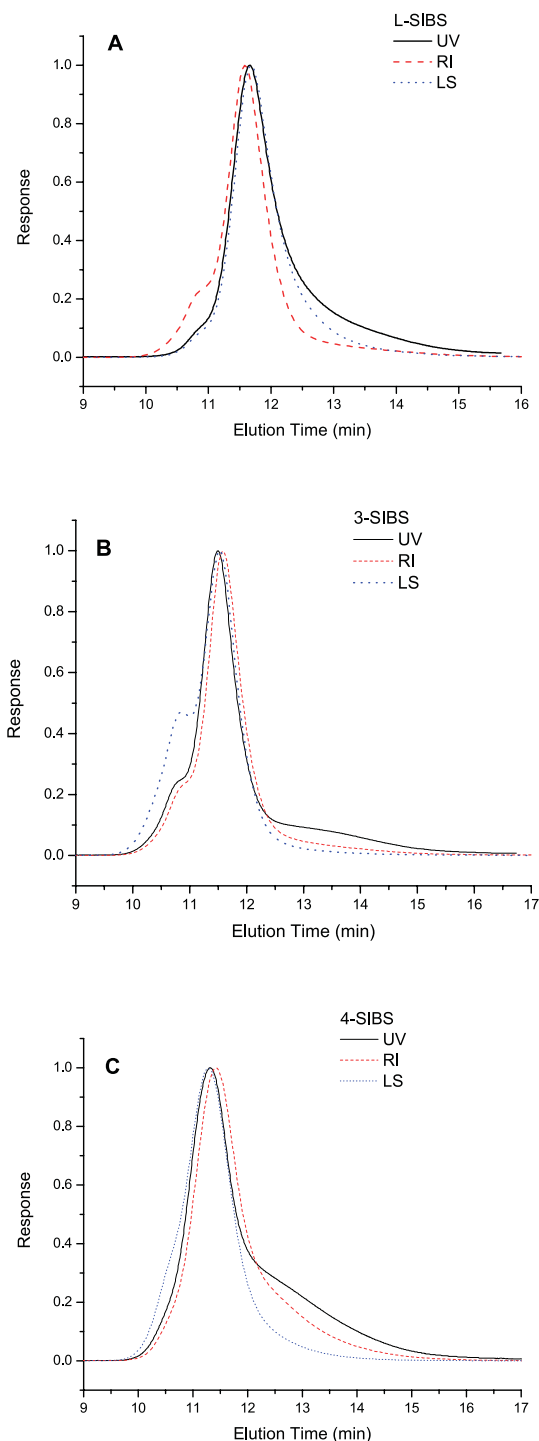 A
L-SIBS
UV
RI
LS
1.0
0.8
0.6
0.4
0.2
0.0
Response
9 10 11 12 13 14 15 16
Elution Time (min)
B
3-SIBS
UV
RI
LS
1.0
0.8
0.6
0.4
0.2
0.0
Response
9 10 11 12 13 14 15 16 17
Elution Time (min)
C
4-SIBS
UV
RI
LS
1.0
0.8
0.6
0.4
0.2
0.0
Response
9 10 11 12 13 14 15 16 17
Elution Time (min)